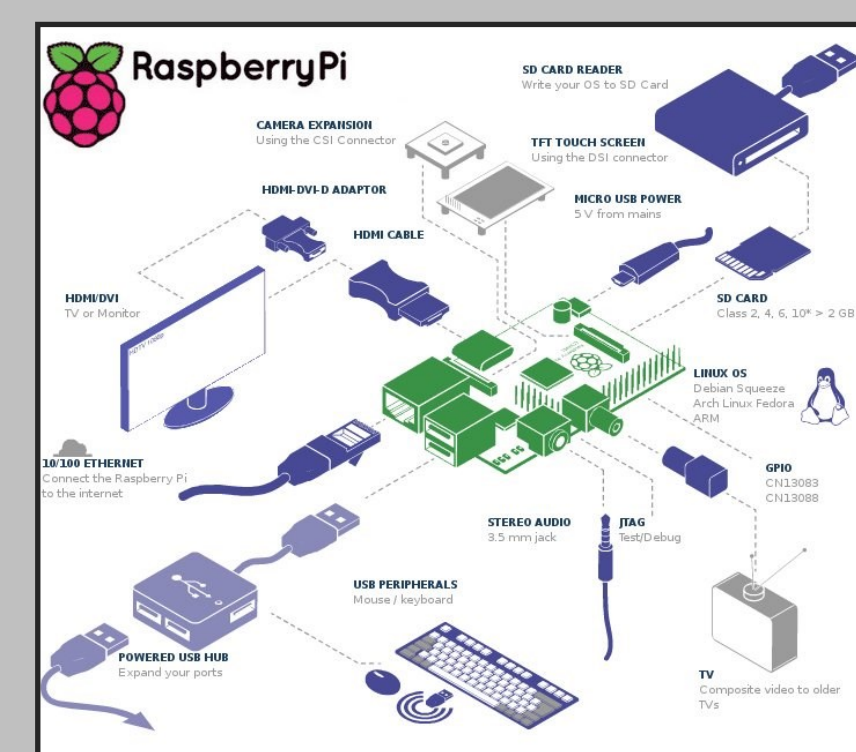 RaspberryPi
SD CARD READER
Write your OS to SD Card
CAMERA EXPANSION
Using the CSI Connector
TFT TOUCH SCREEN
Using the DSI connector
HDMI-DVI-D ADAPTOR
MICRO USB POWER
5 V from mains
HDMI CABLE
HDMI/DVI
TV or Monitor
HDTV 1080p
SD CARD
Class 2, 4, 6, 10* > 2 GB
LINUX OS
Debian Squeeze
Arch Linux Fedora
ARM
10/100 ETHERNET
Connect the Raspberry Pi
to the internet
GPIO
CN13083
CN13088
STEREO AUDIO
3.5 mm jack
JTAG
Test/Debug
USB PERIPHERALS
Mouse / keyboard
POWERED USB HUB
Expand your ports
TV
Composite video to older
TVs